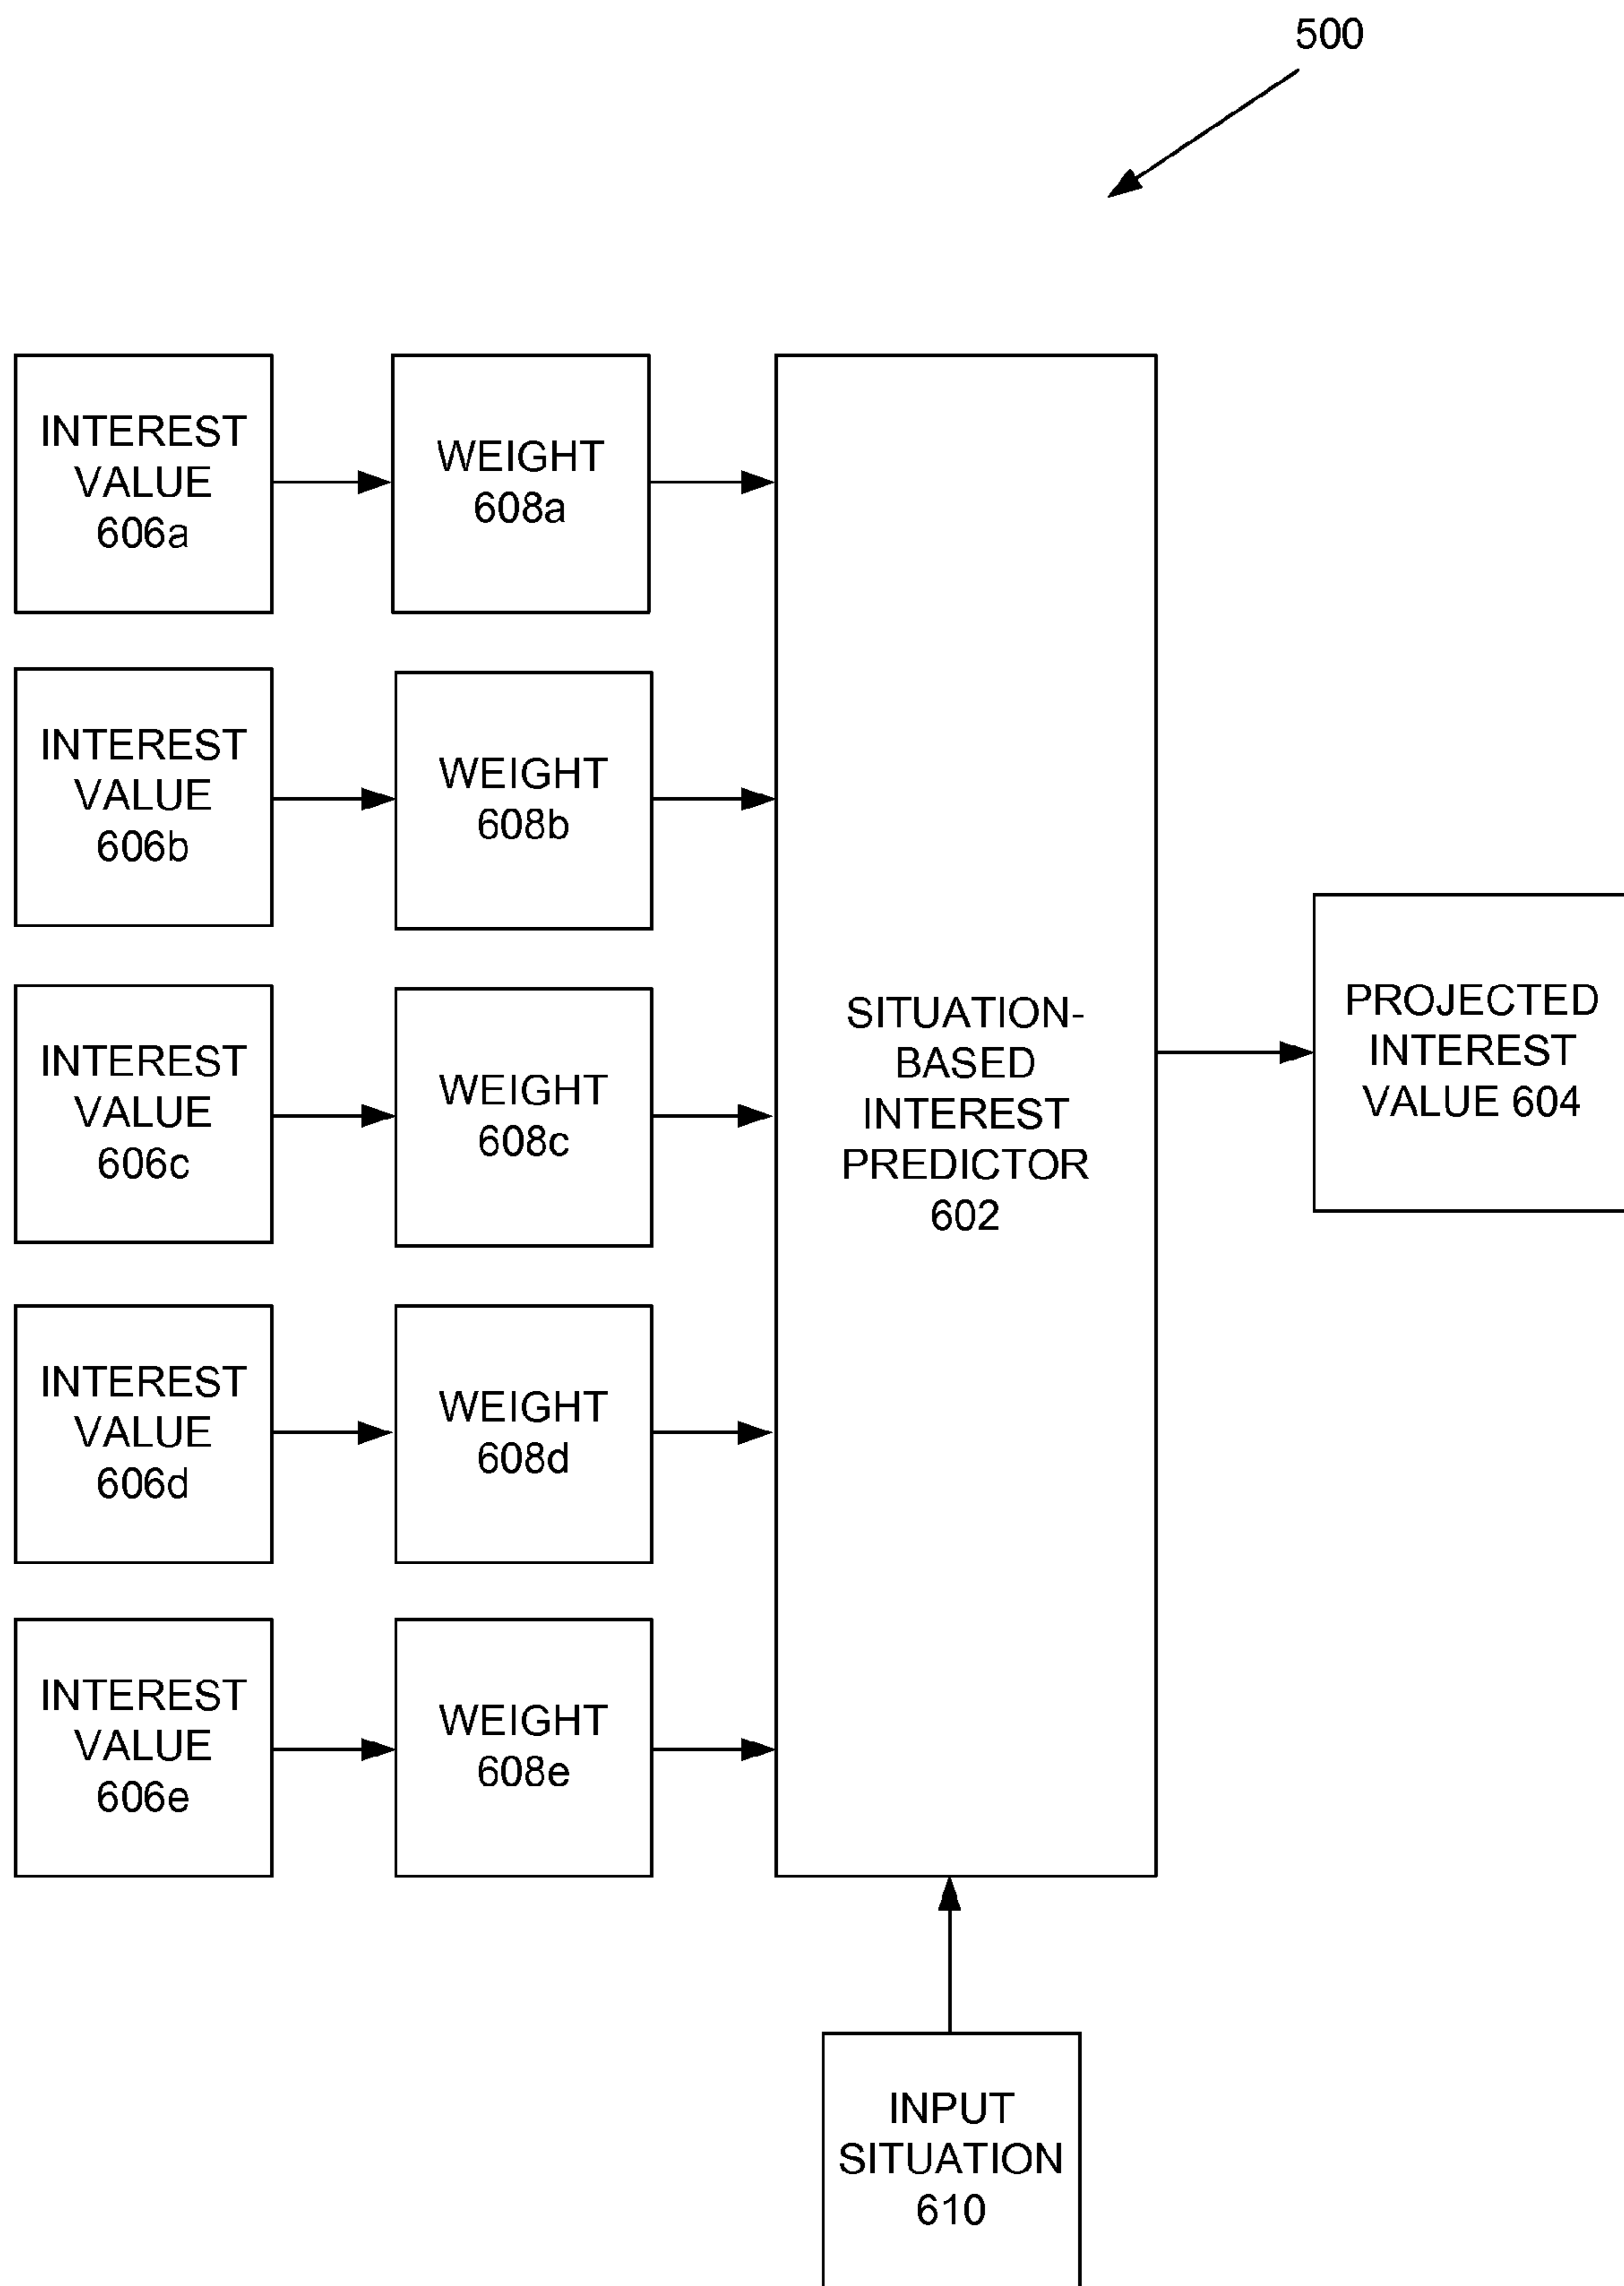 500
INTEREST
VALUE
606a
WEIGHT
608a
INTEREST
VALUE
606b
WEIGHT
608b
INTEREST
VALUE
606c
WEIGHT
608c
INTEREST
VALUE
606d
WEIGHT
608d
INTEREST
VALUE
606e
WEIGHT
608e
SITUATION-
BASED
INTEREST
PREDICTOR
602
PROJECTED
INTEREST
VALUE 604
INPUT
SITUATION
610